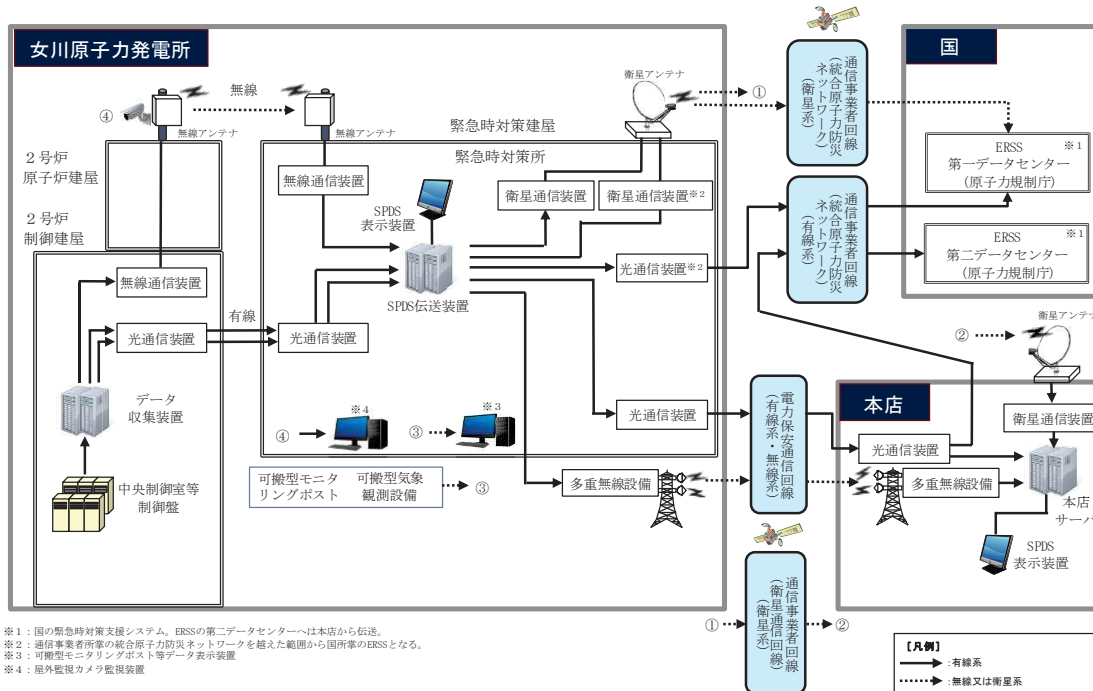 女川原子力発電所
国
本店
無線
④
無線アンテナ
無線アンテナ
衛星アンテナ
①
通信事業者回線
(統合原子力防災
ネットワーク)
(衛星系)
緊急時対策建屋
緊急時対策所
2号炉
原子炉建屋
2号炉
制御建屋
無線通信装置
SPDS
表示装置
衛星通信装置
衛星通信装置※2
ERSS ※1
第一データセンター
(原子力規制庁)
通信事業者回線
(統合原子力防災
ネットワーク)
(有線系)
ERSS ※1
第二データセンター
(原子力規制庁)
無線通信装置
光通信装置
有線
光通信装置
SPDS伝送装置
光通信装置※2
データ
収集装置
中央制御室等
制御盤
※4
④
※3
③
光通信装置
可搬型モニタ
リングポスト
可搬型気象
観測設備
③
多重無線設備
電力保安通信回線
(有線系・無線系)
②
衛星アンテナ
衛星通信装置
光通信装置
多重無線設備
本店
サーバ
SPDS
表示装置
①
通信事業者回線
(衛星通信回線)
(衛星系)
②
※1:国の緊急時対策支援システム。ERSSの第二データセンターへは本店から伝送。
※2:通信事業者所掌の統合原子力防災ネットワークを越えた範囲から国所掌のERSSとなる。
※3:可搬型モニタリングポスト等データ表示装置
※4:屋外監視カメラ監視装置
[凡例]
:有線系
:無線又は衛星系